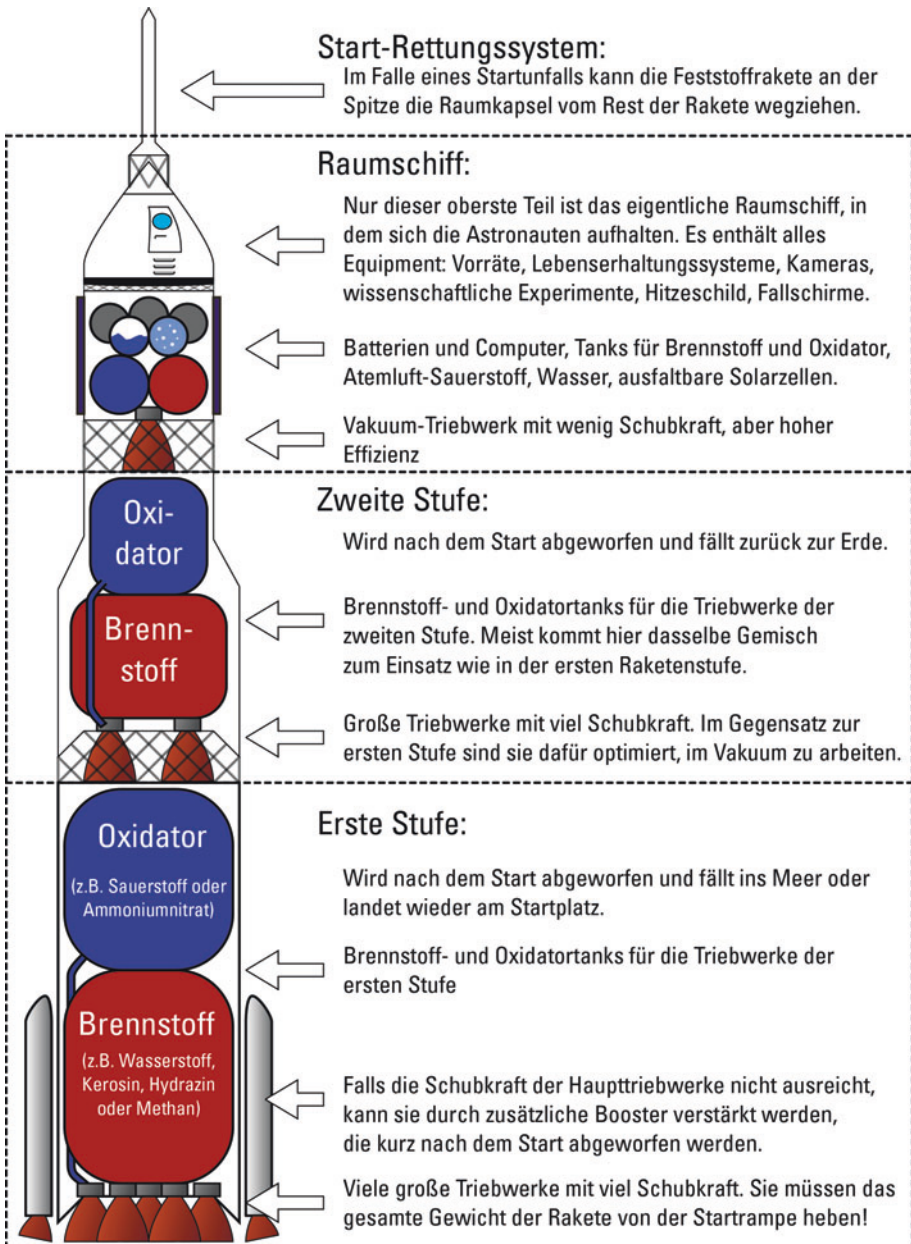 Start-Rettungssystem:
Im Falle eines Startunfalls kann die Feststoffrakete an der
Spitze die Raumkapsel vom Rest der Rakete wegziehen.
Raumschiff:
Nur dieser oberste Teil ist das eigentliche Raumschiff, in
dem sich die Astronauten aufhalten. Es enthält alles
Equipment: Vorräte, Lebenserhaltungssysteme, Kameras,
wissenschaftliche Experimente, Hitzeschild, Fallschirme.
Batterien und Computer, Tanks für Brennstoff und Oxidator,
Atemluft-Sauerstoff, Wasser, ausfaltbare Solarzellen.
Vakuum-Triebwerk mit wenig Schubkraft, aber hoher
Effizienz
Oxi-
dator
Brenn-
stoff
Zweite Stufe:
Wird nach dem Start abgeworfen und fällt zurück zur Erde.
Brennstoff- und Oxidatortanks für die Triebwerke der
zweiten Stufe. Meist kommt hier dasselbe Gemisch
zum Einsatz wie in der ersten Raketenstufe.
Große Triebwerke mit viel Schubkraft. Im Gegensatz zur
ersten Stufe sind sie dafür optimiert, im Vakuum zu arbeiten.
Oxidator
(z.B. Sauerstoff oder
Ammoniumnitrat)
Brennstoff
(z.B. Wasserstoff,
Kerosin, Hydrazin
oder Methan)
Erste Stufe:
Wird nach dem Start abgeworfen und fällt ins Meer oder
landet wieder am Startplatz.
Brennstoff- und Oxidatortanks für die Triebwerke der
ersten Stufe
Falls die Schubkraft der Haupttriebwerke nicht ausreicht,
kann sie durch zusätzliche Booster verstärkt werden,
die kurz nach dem Start abgeworfen werden.
Viele große Triebwerke mit viel Schubkraft. Sie müssen das
gesamte Gewicht der Rakete von der Startrampe heben!